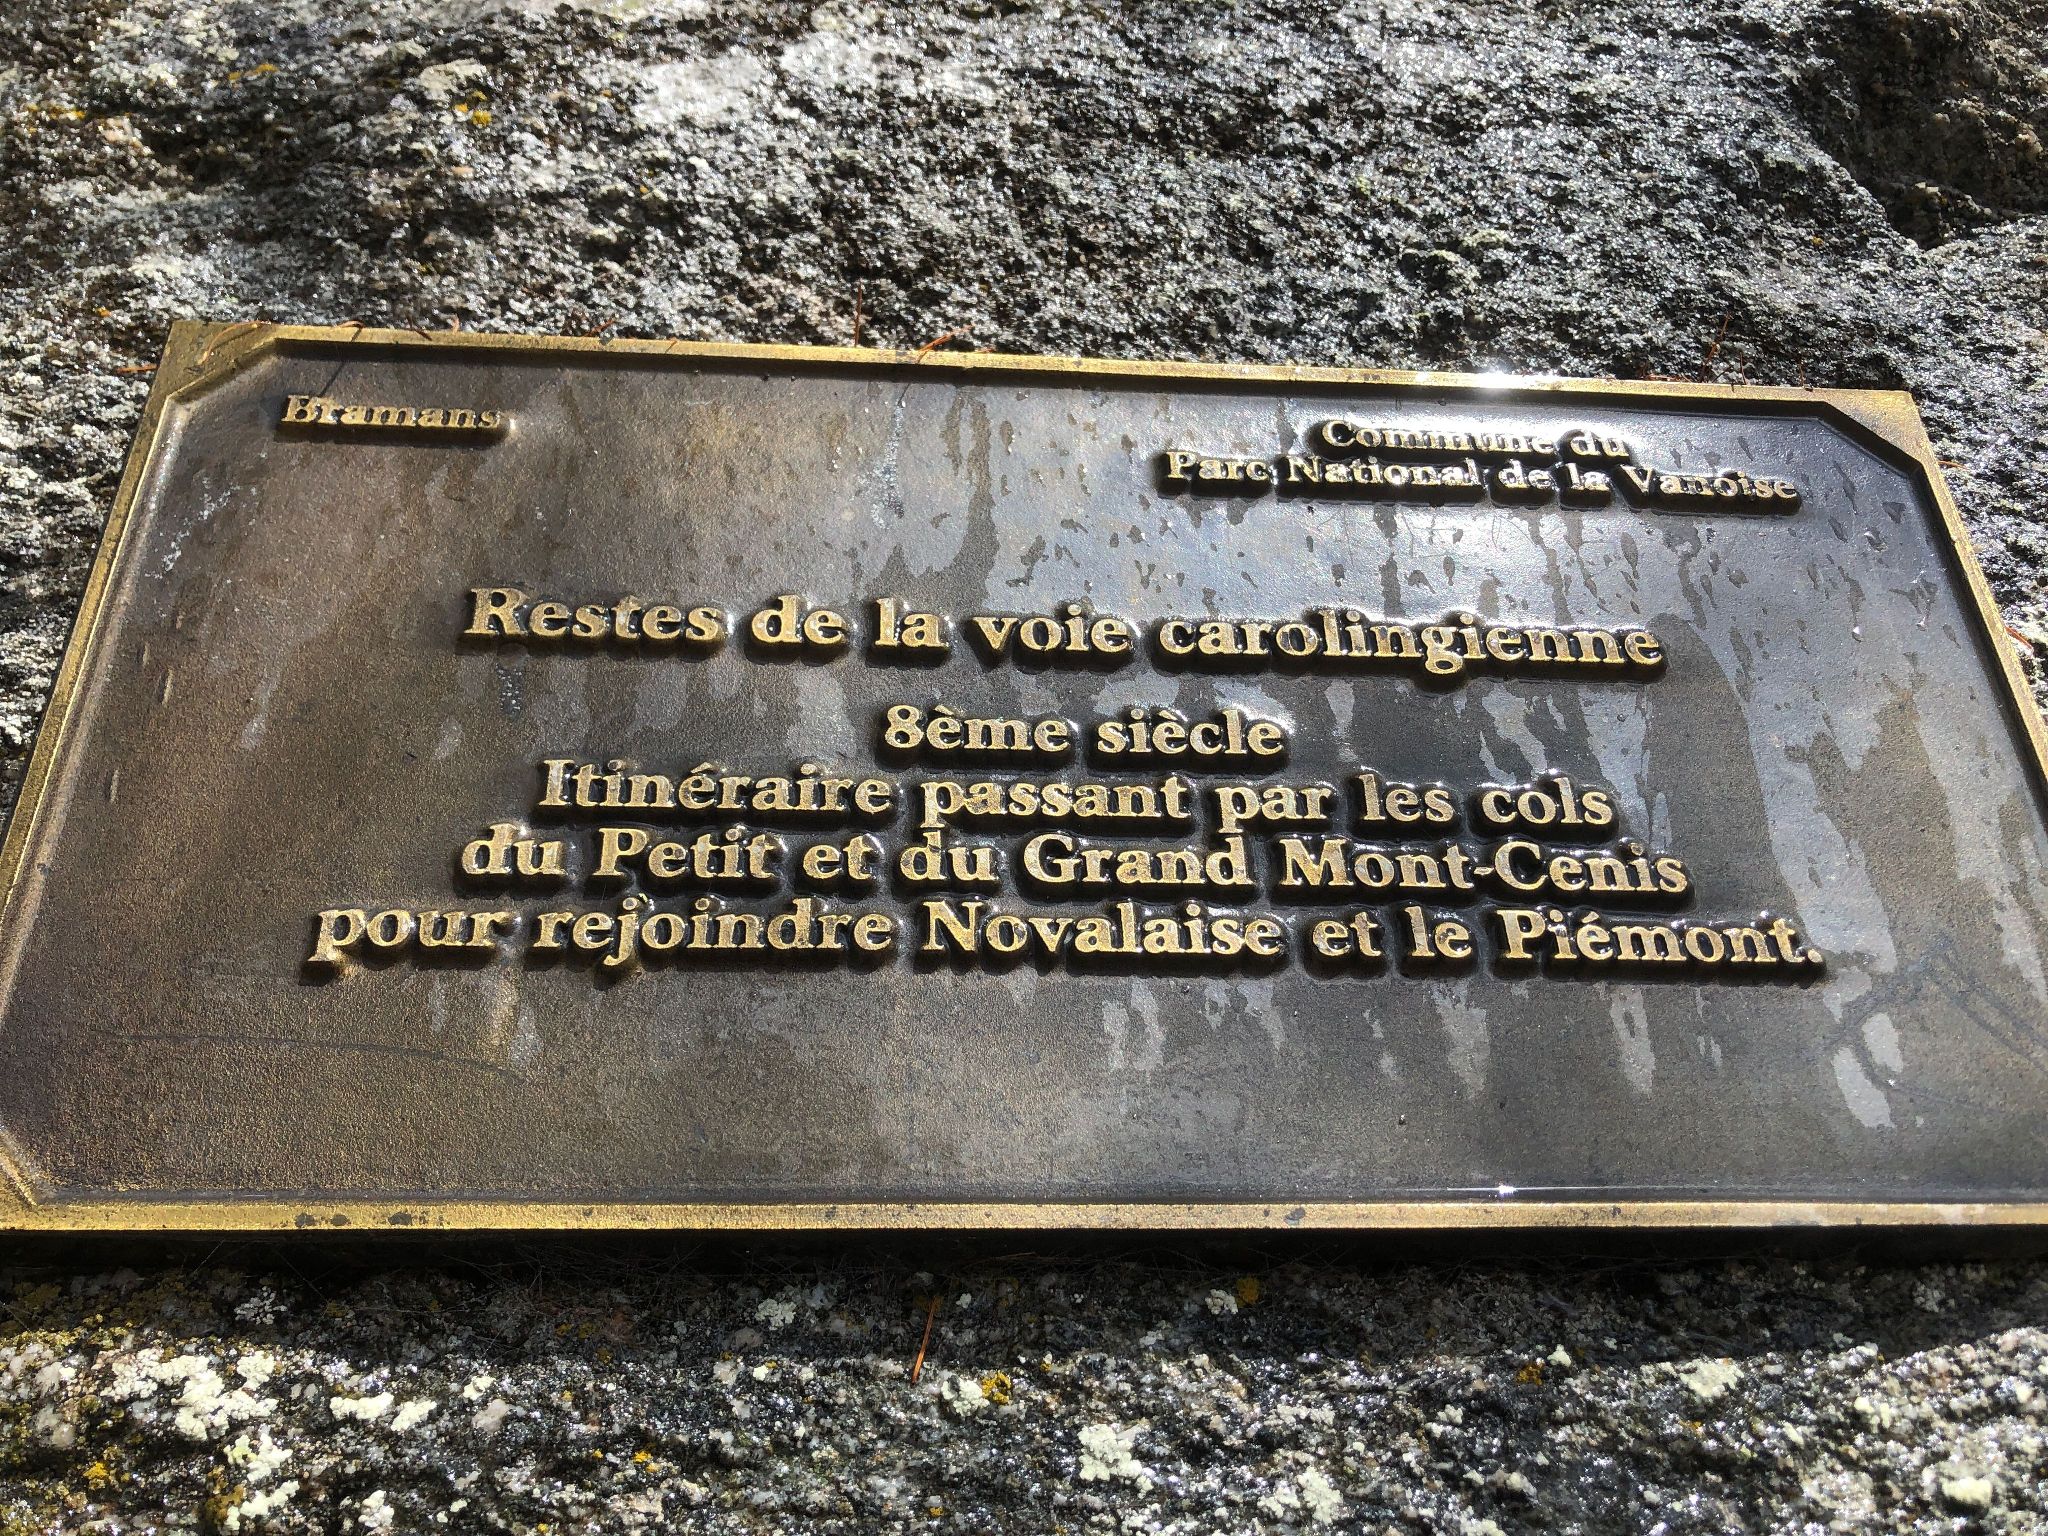 Bramans
Commune du
Parc National de la Vanoise
Restes de la voie carolingienne
8ème siècle
Itinéraire passant par les cols
du Petit et du Grand Mont-Cenis
pour rejoindre Novalaise et le Piémont.